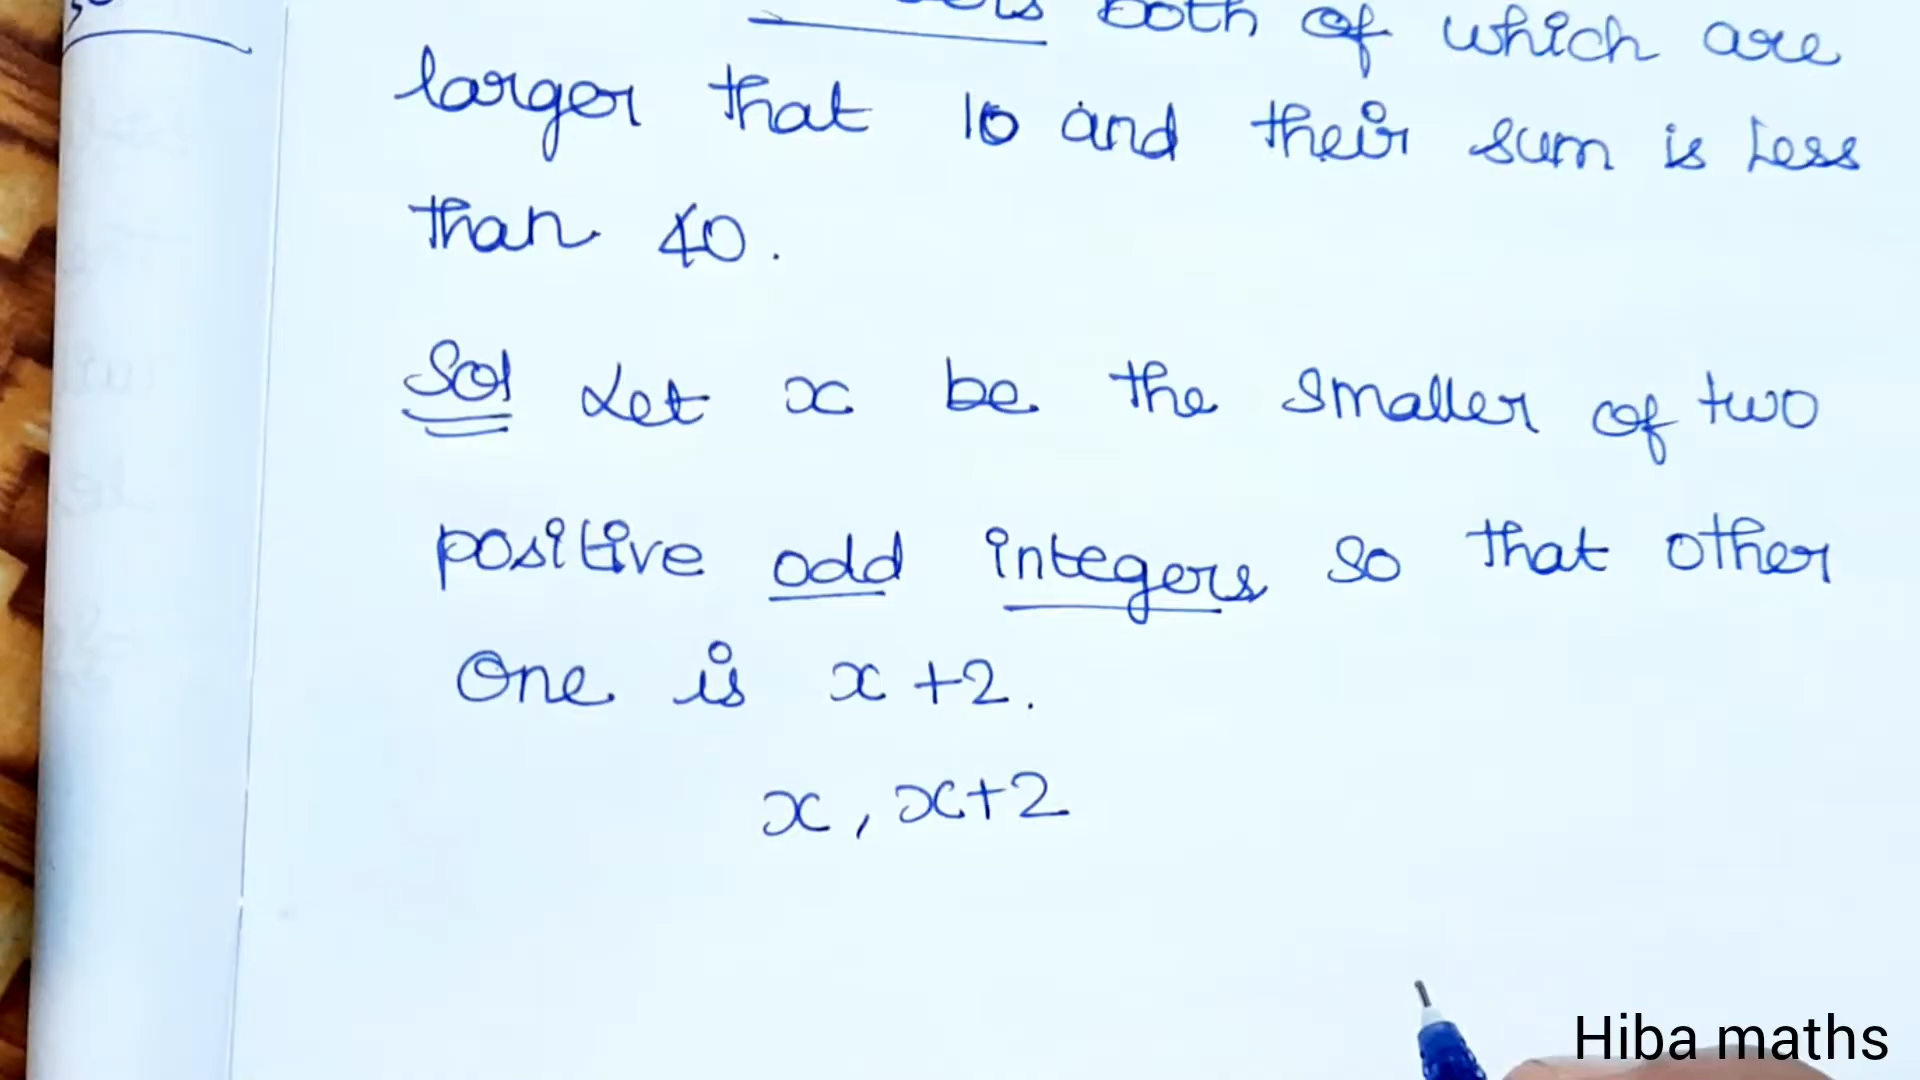 both of which are
larger that 10 and their sum is Less
than 40.
Sol Let x be the smaller of two
positive odd integers so that other
one is x+2.
x, x+2
Hiba maths